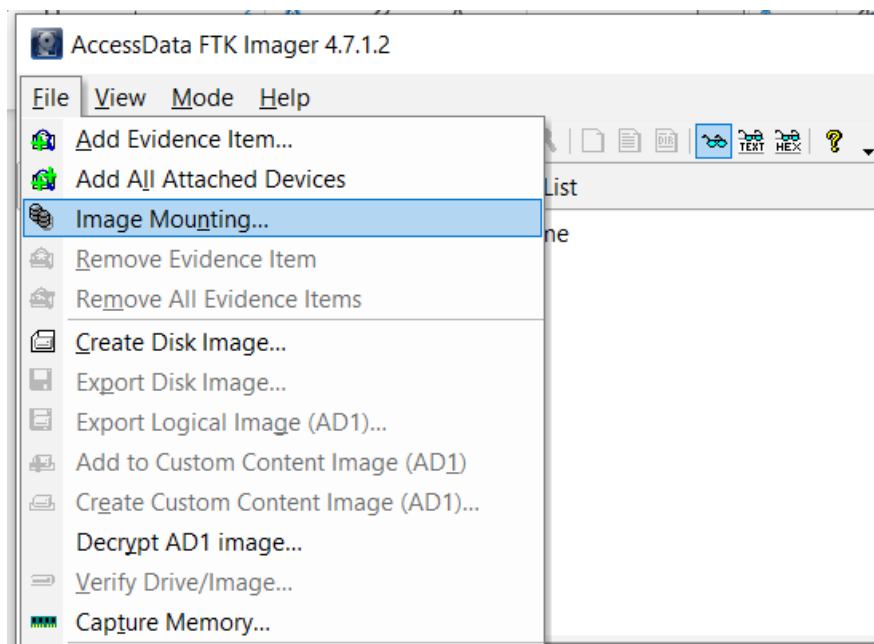 AccessData FTK Imager 4.7.1.2
File View Mode Help
Add Evidence Item...
DIR TEXT HEX ?
Add All Attached Devices
List
Image Mounting...
me
Remove Evidence Item
Remove All Evidence Items
Create Disk Image...
Export Disk Image...
Export Logical Image (AD1)...
Add to Custom Content Image (AD1)
Create Custom Content Image (AD1)...
Decrypt AD1 image...
Verify Drive/Image...
Capture Memory...